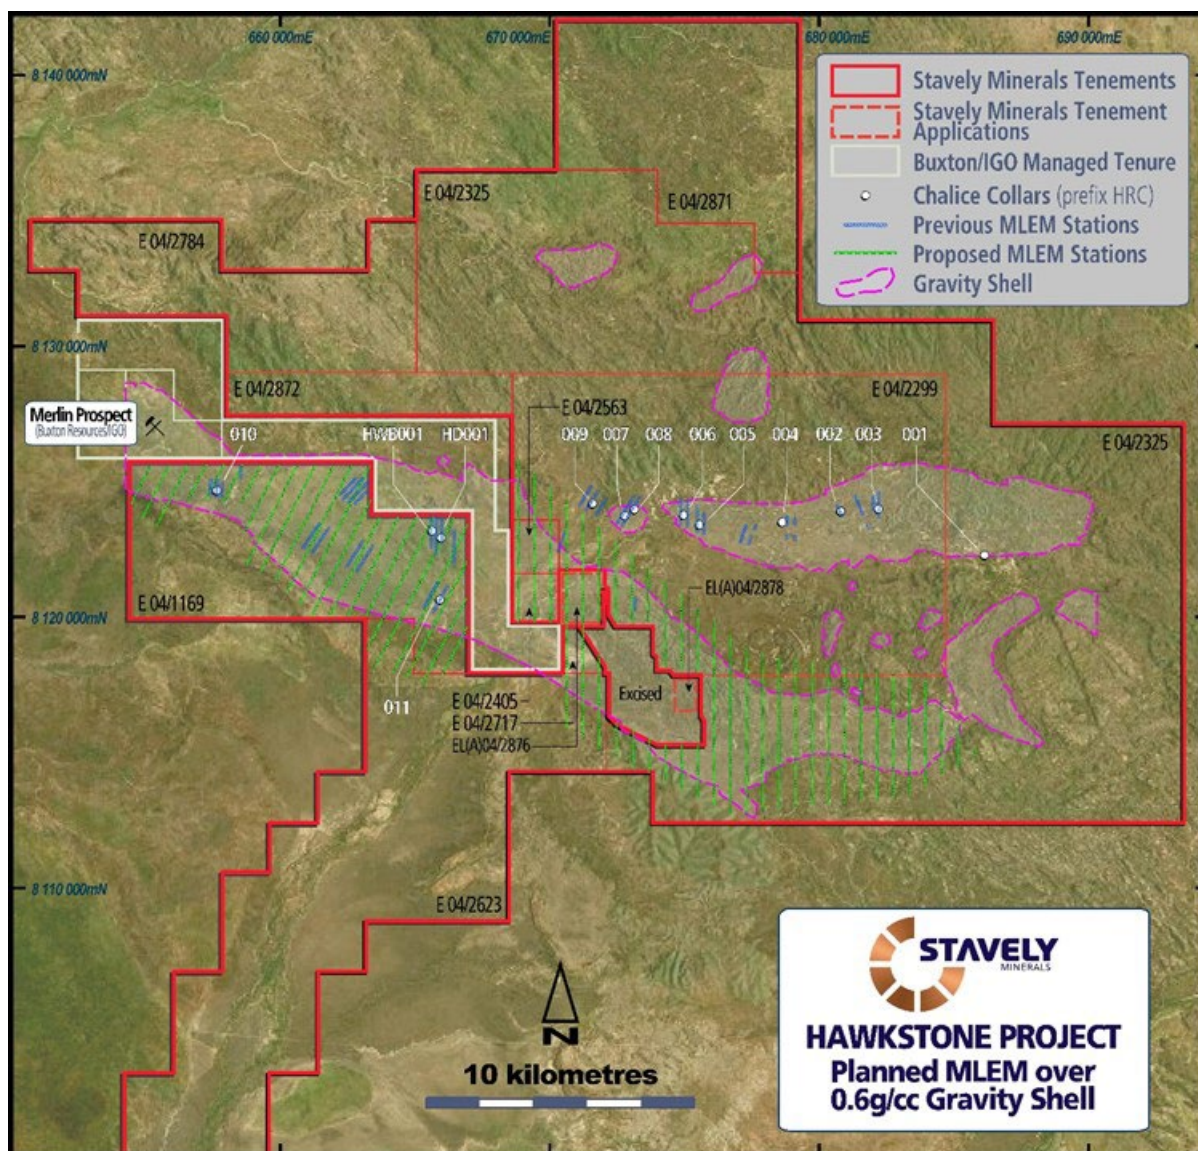 660 000mE
670 000mE
680 000mE
690 000mE
8 140 000mN
Stavely Minerals Tenements
Stavely Minerals Tenement
Applications
Buxton/IGO Managed Tenure
Chalice Collars (prefix HRC)
Previous MLEM Stations
Proposed MLEM Stations
Gravity Shell
E 04/2325
E 04/2871
E 04/2784
8 130 000mN
E 04/2872
E 04/2299
E 04/2563
Merlin Prospect
(Buxton Resources/IGO)
010
HWB001
HD001
009
007
008
006
005
004
002
003
001
E 04/2325
E 04/1169
8 120 000mN
EL(A)04/2878
Excised
011
E 04/2405
E 04/2717
EL(A)04/2876
8 110 000mN
E 04/2623
N
10 kilometres
STAVELY
MINERALS
HAWKSTONE PROJECT
Planned MLEM over
0.6g/cc Gravity Shell